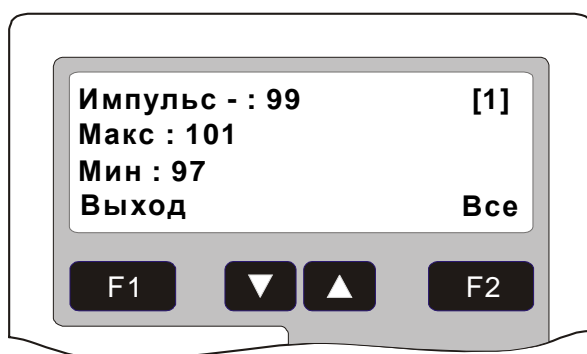 Импульс - : 99 [1]
Макс : 101
Мин : 97
Выход Все
F1 ▼ ▲ F2